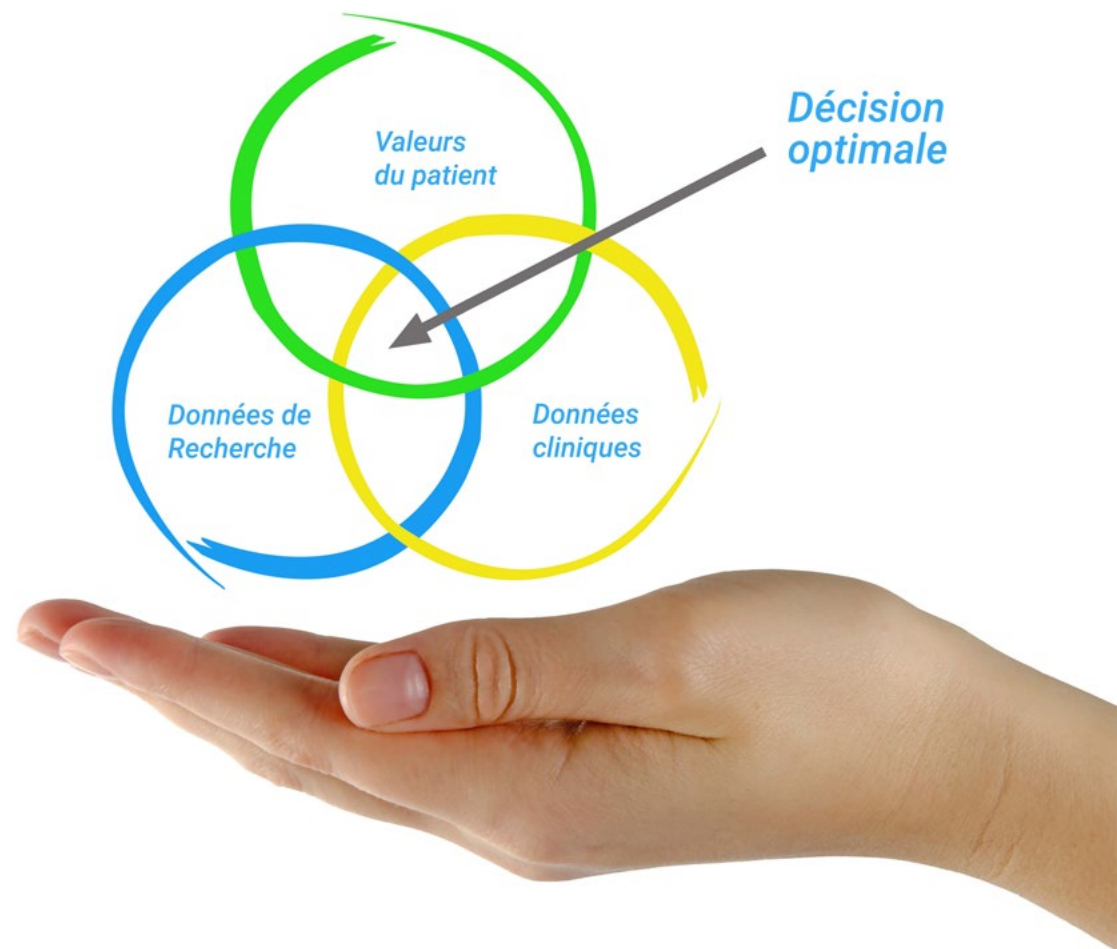 Valeurs
du patient
Décision
optimale
Données de
Recherche
Données
cliniques